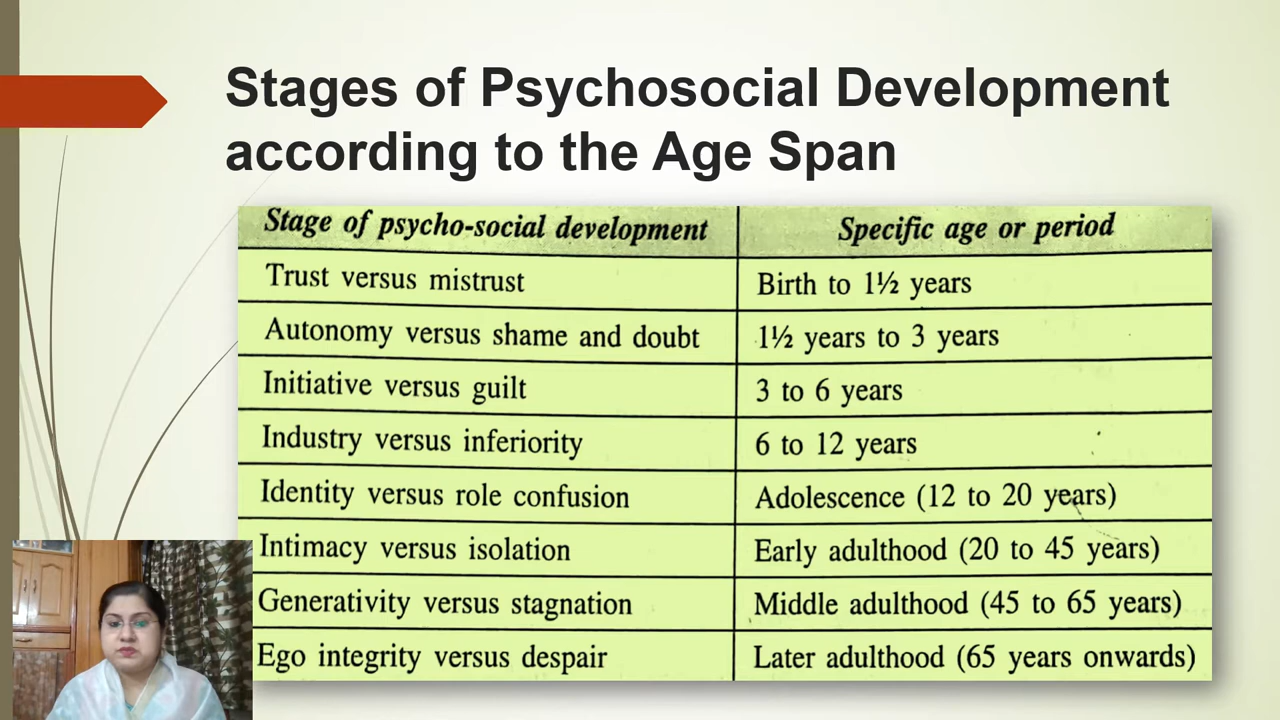 Stages of Psychosocial Development
according to the Age Span
Stage of psycho-social development Specific age or period
Trust versus mistrust Birth to 1½ years
Autonomy versus shame and doubt 1½ years to 3 years
Initiative versus guilt 3 to 6 years
Industry versus inferiority 6 to 12 years
Identity versus role confusion Adolescence (12 to 20 years)
Intimacy versus isolation Early adulthood (20 to 45 years)
Generativity versus stagnation Middle adulthood (45 to 65 years)
Ego integrity versus despair Later adulthood (65 years onwards)